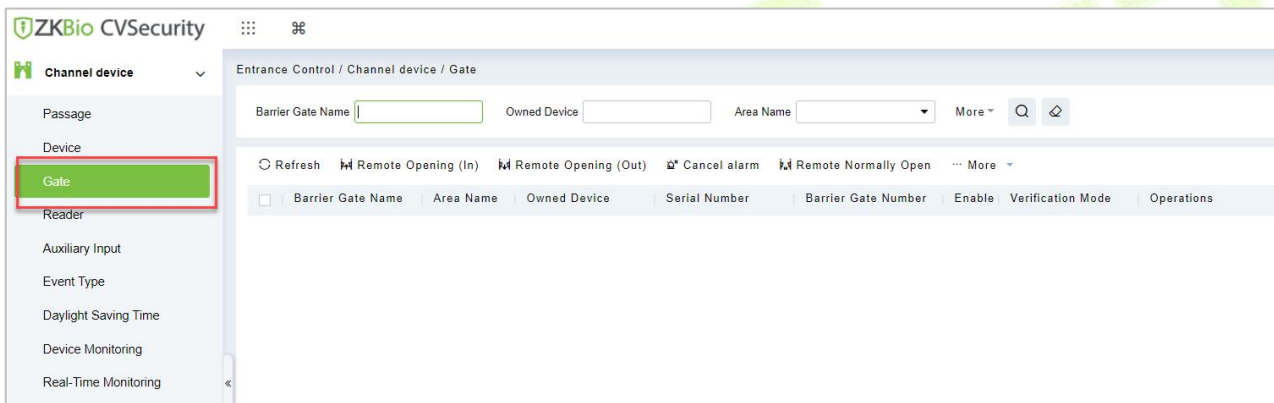 ZKBio CVSecurity
Channel device
Entrance Control / Channel device / Gate
Passage
Device
Gate
Reader
Auxiliary Input
Event Type
Daylight Saving Time
Device Monitoring
Real-Time Monitoring
Barrier Gate Name Owned Device Area Name More
Refresh Remote Opening (In) Remote Opening (Out) Cancel alarm Remote Normally Open ··· More
Barrier Gate Name Area Name Owned Device Serial Number Barrier Gate Number Enable Verification Mode Operations